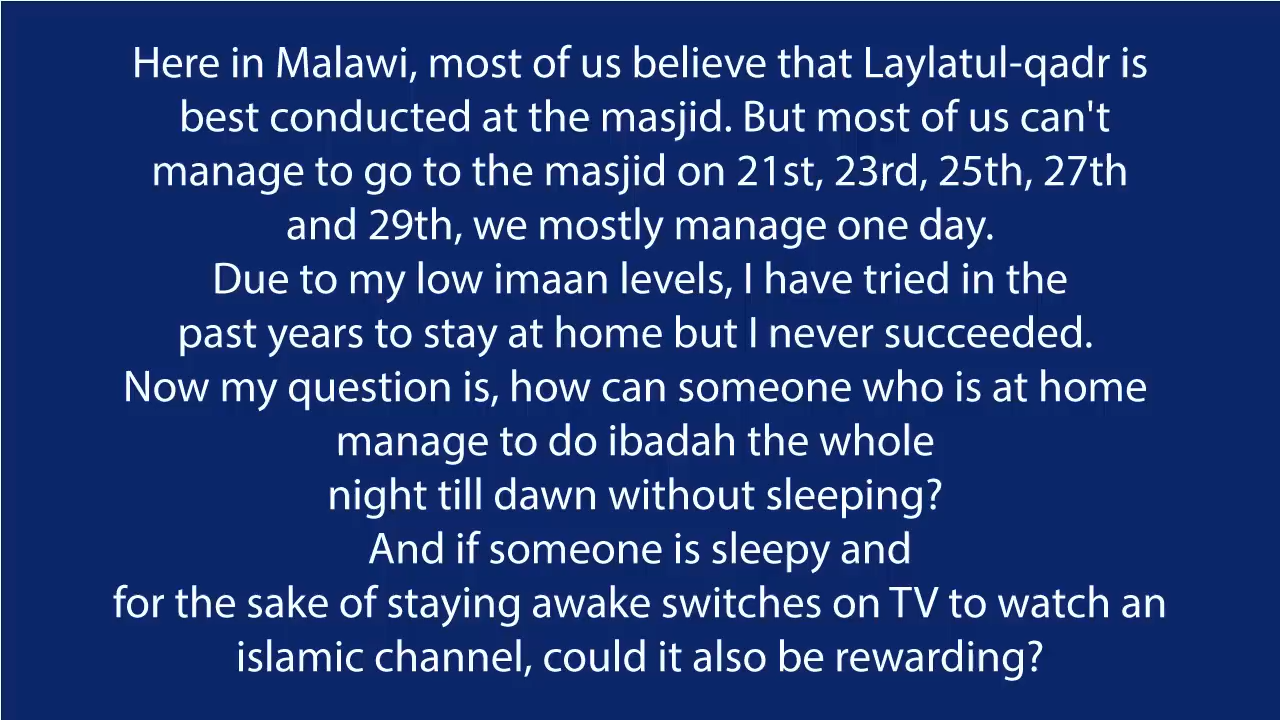 Here in Malawi, most of us believe that Laylatul-qadr is
best conducted at the masjid. But most of us can't
manage to go to the masjid on 21st, 23rd, 25th, 27th
and 29th, we mostly manage one day.
Due to my low imaan levels, I have tried in the
past years to stay at home but I never succeeded.
Now my question is, how can someone who is at home
manage to do ibadah the whole
night till dawn without sleeping?
And if someone is sleepy and
for the sake of staying awake switches on TV to watch an
islamic channel, could it also be rewarding?